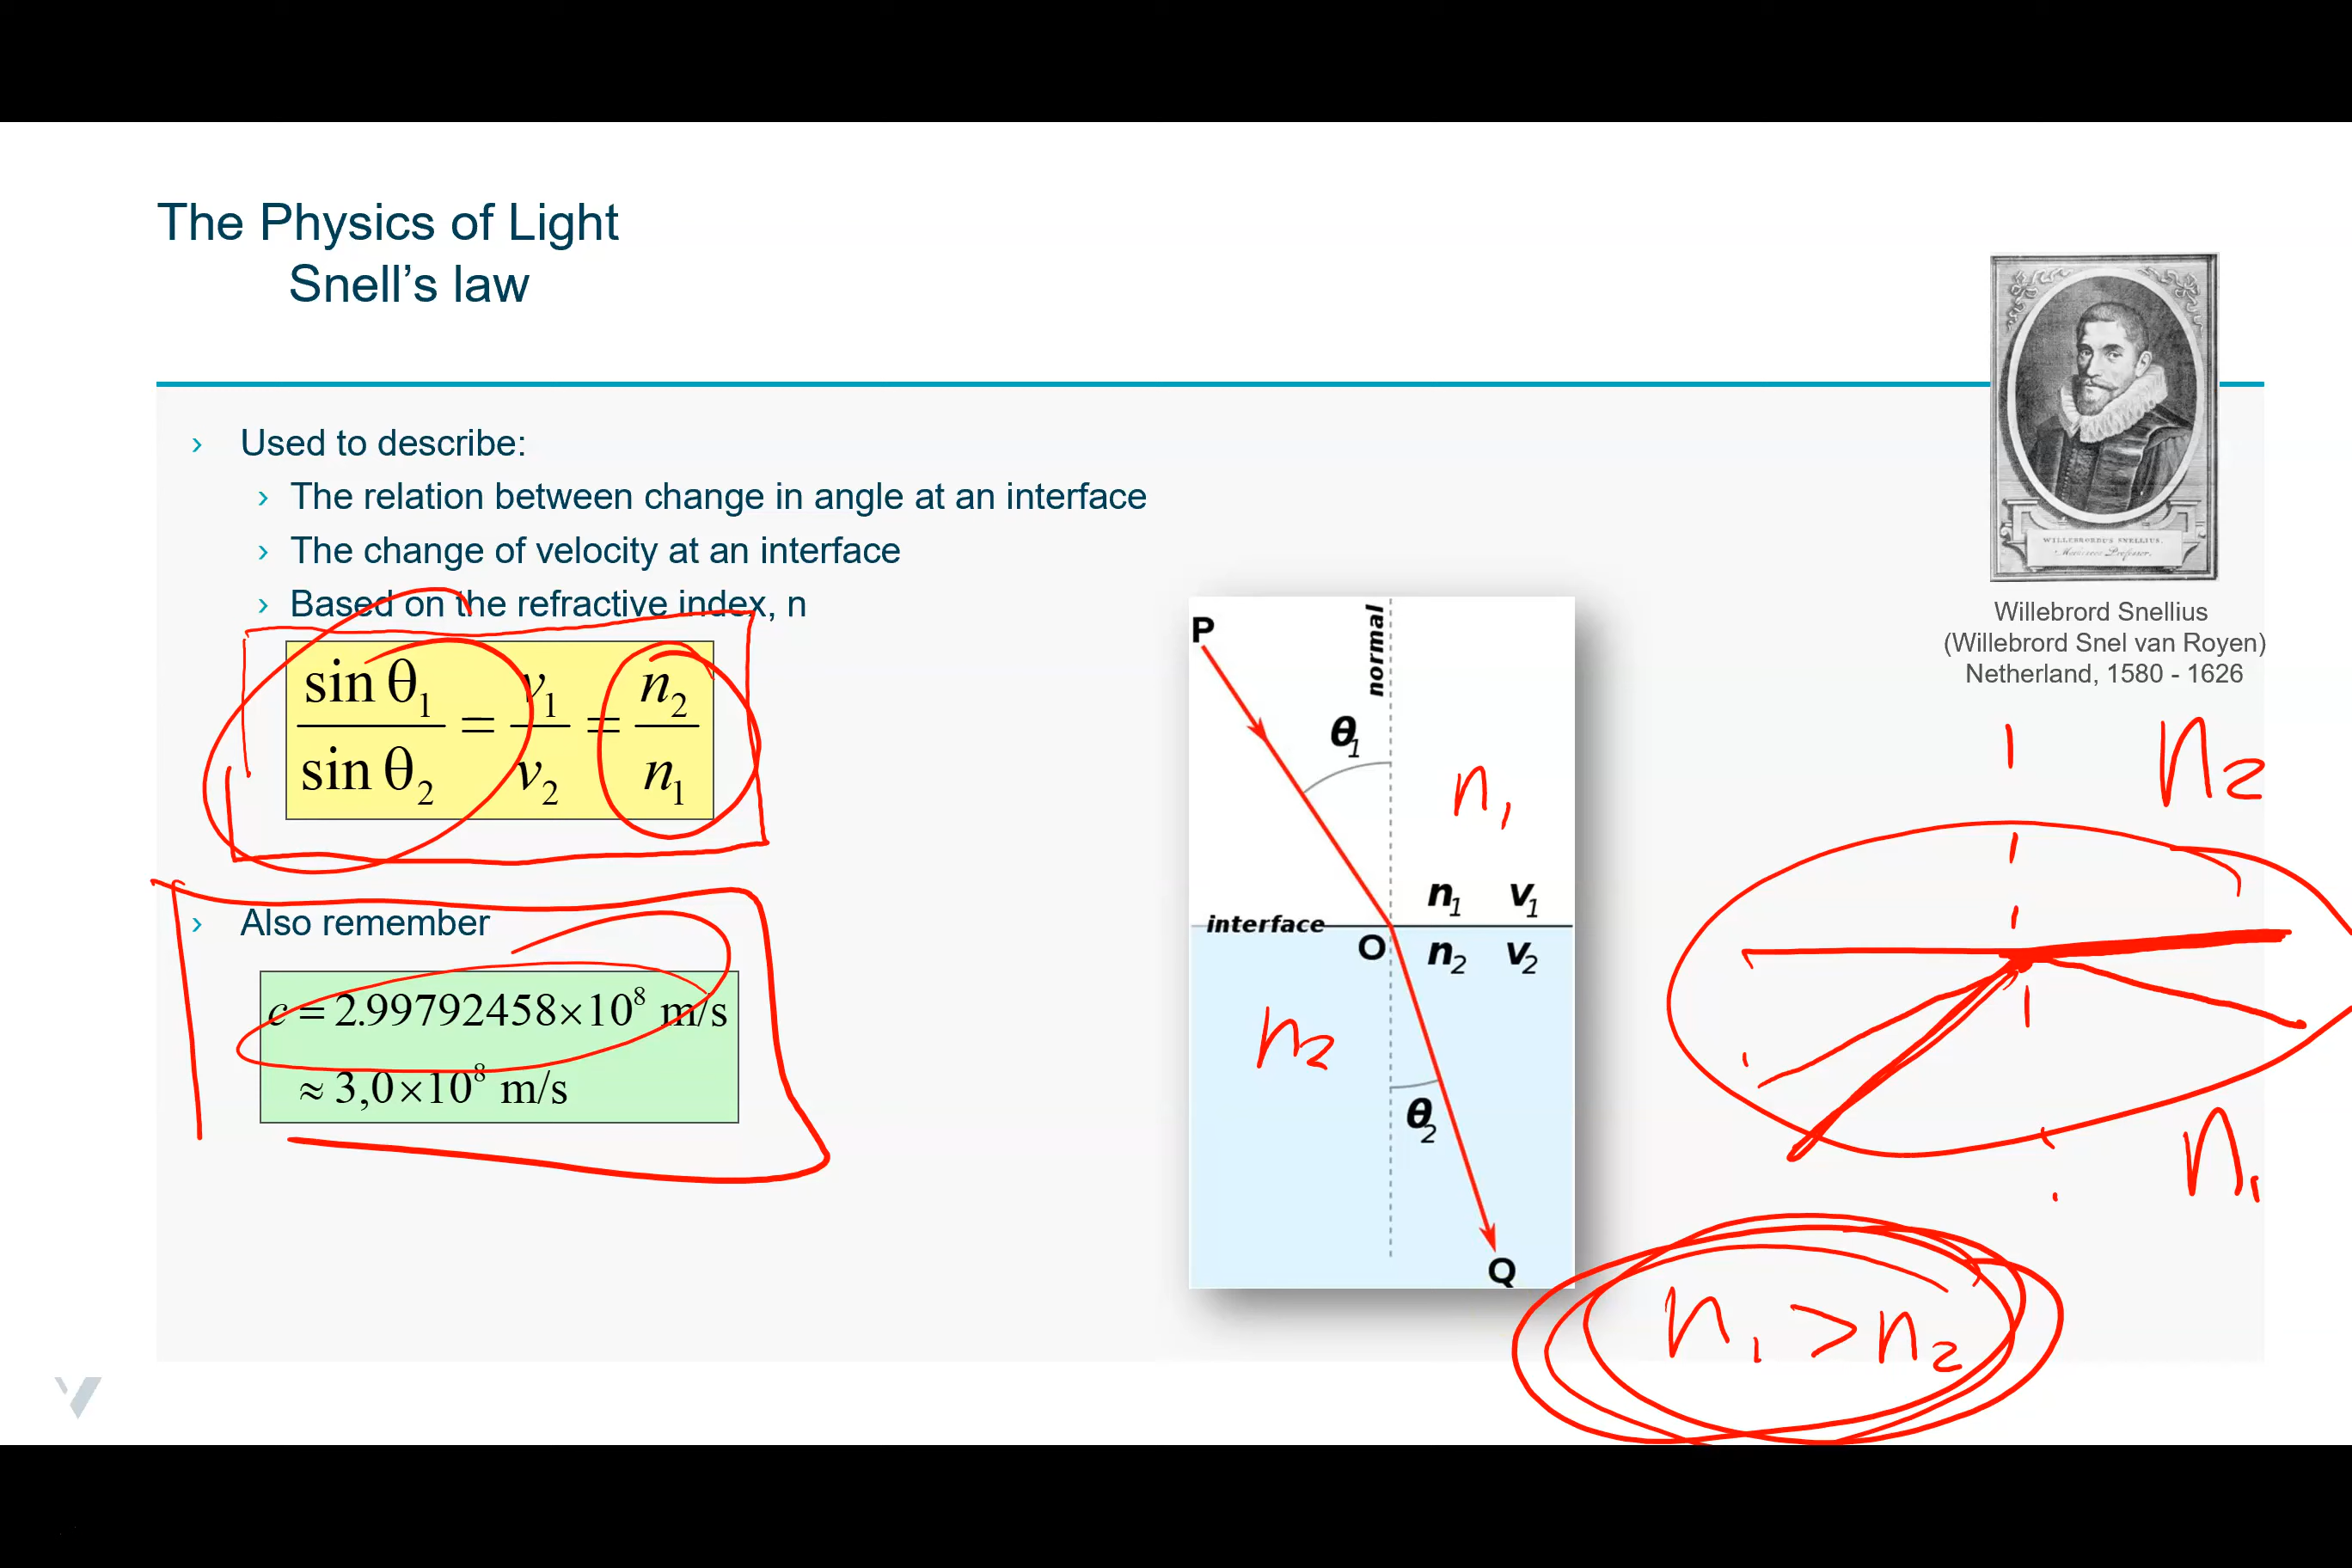 The Physics of Light
Snell’s law
› Used to describe:
› The relation between change in angle at an interface
› The change of velocity at an interface
› Based on the refractive index, n
sin θ₁ / sin θ₂ = v₁ / v₂ = n₂ / n₁
› Also remember
c = 2.99792458×10⁸ m/s
≈ 3,0×10⁸ m/s
P
normal
θ₁
n₁
n₁ v₁
interface
O
n₂ v₂
n₂
θ₂
Q
WILLEBRORDUS SNELLIUS.
Willebrord Snellius
(Willebrord Snel van Royen)
Netherland, 1580 - 1626
n₂
n₁
n₁ > n₂